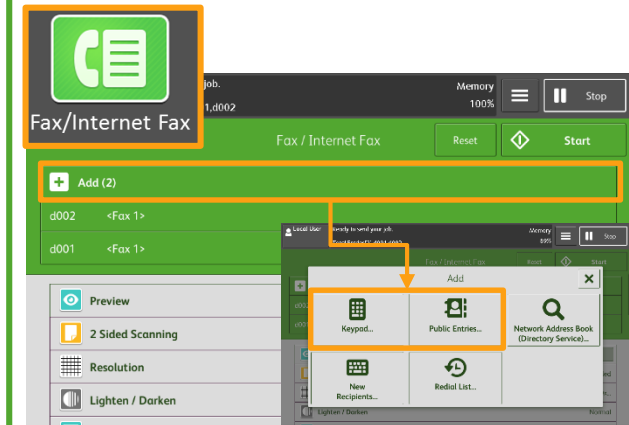 job.
1,d002
Memory
100%
Stop
Fax/Internet Fax
Fax / Internet Fax
Reset
Start
Add (2)
d002 <Fax 1>
d001 <Fax 1>
Local User
Ready to send your job.
Memory
89%
Stop
Fax / Internet Fax
Reset
Start
Add
Keypad...
Public Entries...
Network Address Book
(Directory Service)...
New
Recipients...
Redial List...
Preview
2 Sided Scanning
Resolution
Lighten / Darken
Lighten / Darken
Normal